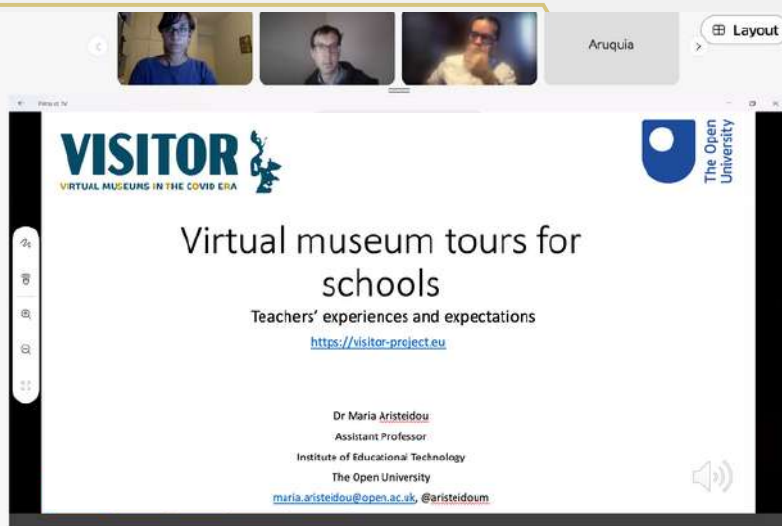 Aruquia
Layout
VISITOR
VIRTUAL MUSEUMS IN THE COVID ERA
The Open
University
Virtual museum tours for
schools
Teachers' experiences and expectations
https://visitor-project.eu
Dr Maria Aristeidou
Assistant Professor
Institute of Educational Technology
The Open University
maria.aristeidou@open.ac.uk, @aristeidoum